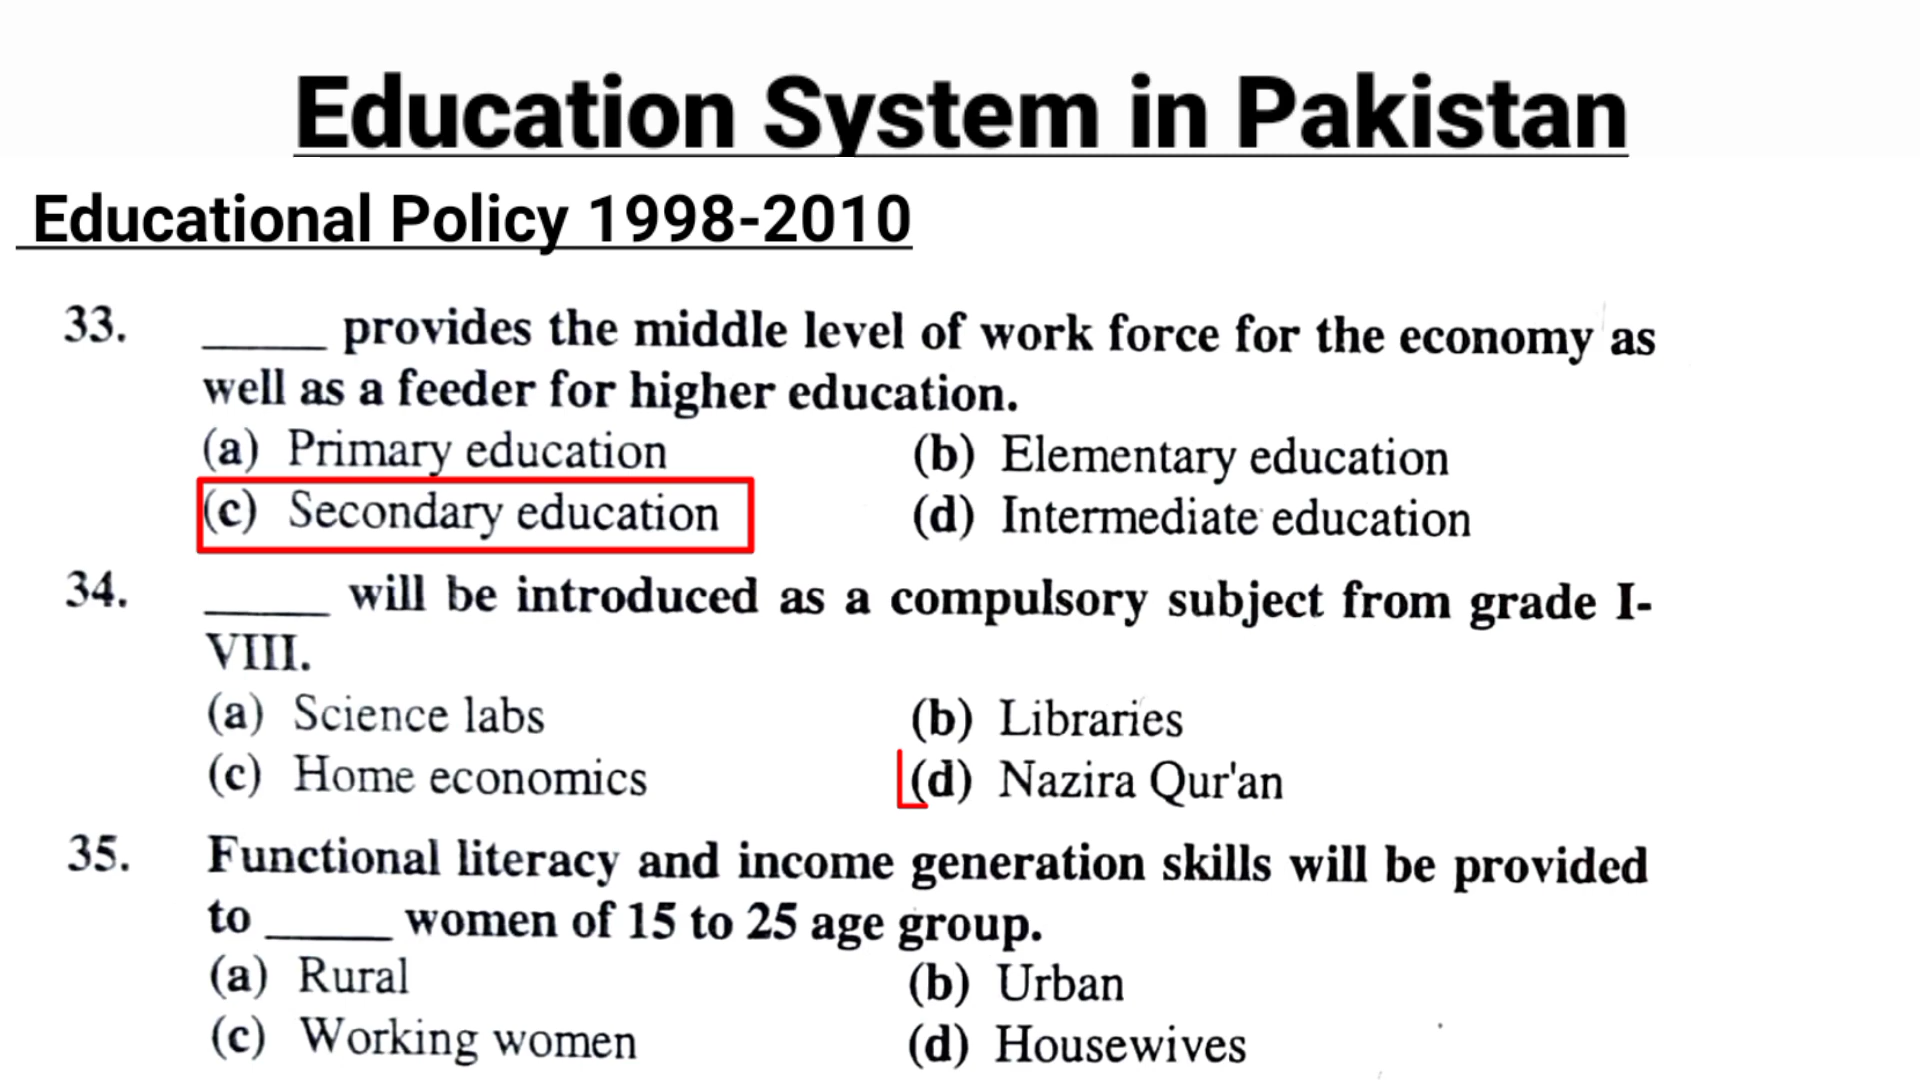 Education System in Pakistan
Educational Policy 1998-2010
33. _____ provides the middle level of work force for the economy as
well as a feeder for higher education.
(a) Primary education (b) Elementary education
(c) Secondary education (d) Intermediate education
34. _____ will be introduced as a compulsory subject from grade I-
VIII.
(a) Science labs (b) Libraries
(c) Home economics (d) Nazira Qur'an
35. Functional literacy and income generation skills will be provided
to _____ women of 15 to 25 age group.
(a) Rural (b) Urban
(c) Working women (d) Housewives